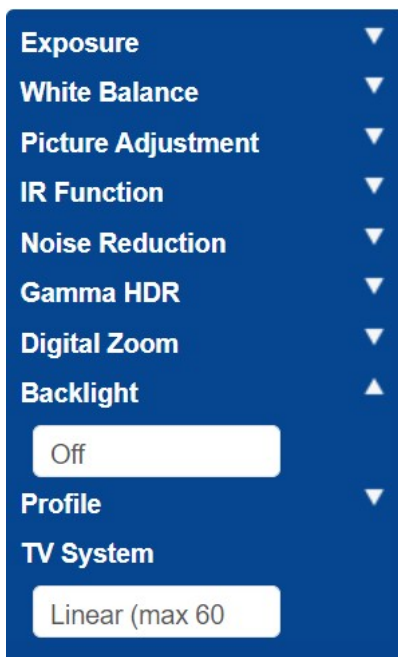 Exposure
White Balance
Picture Adjustment
IR Function
Noise Reduction
Gamma HDR
Digital Zoom
Backlight
Off
Profile
TV System
Linear (max 60